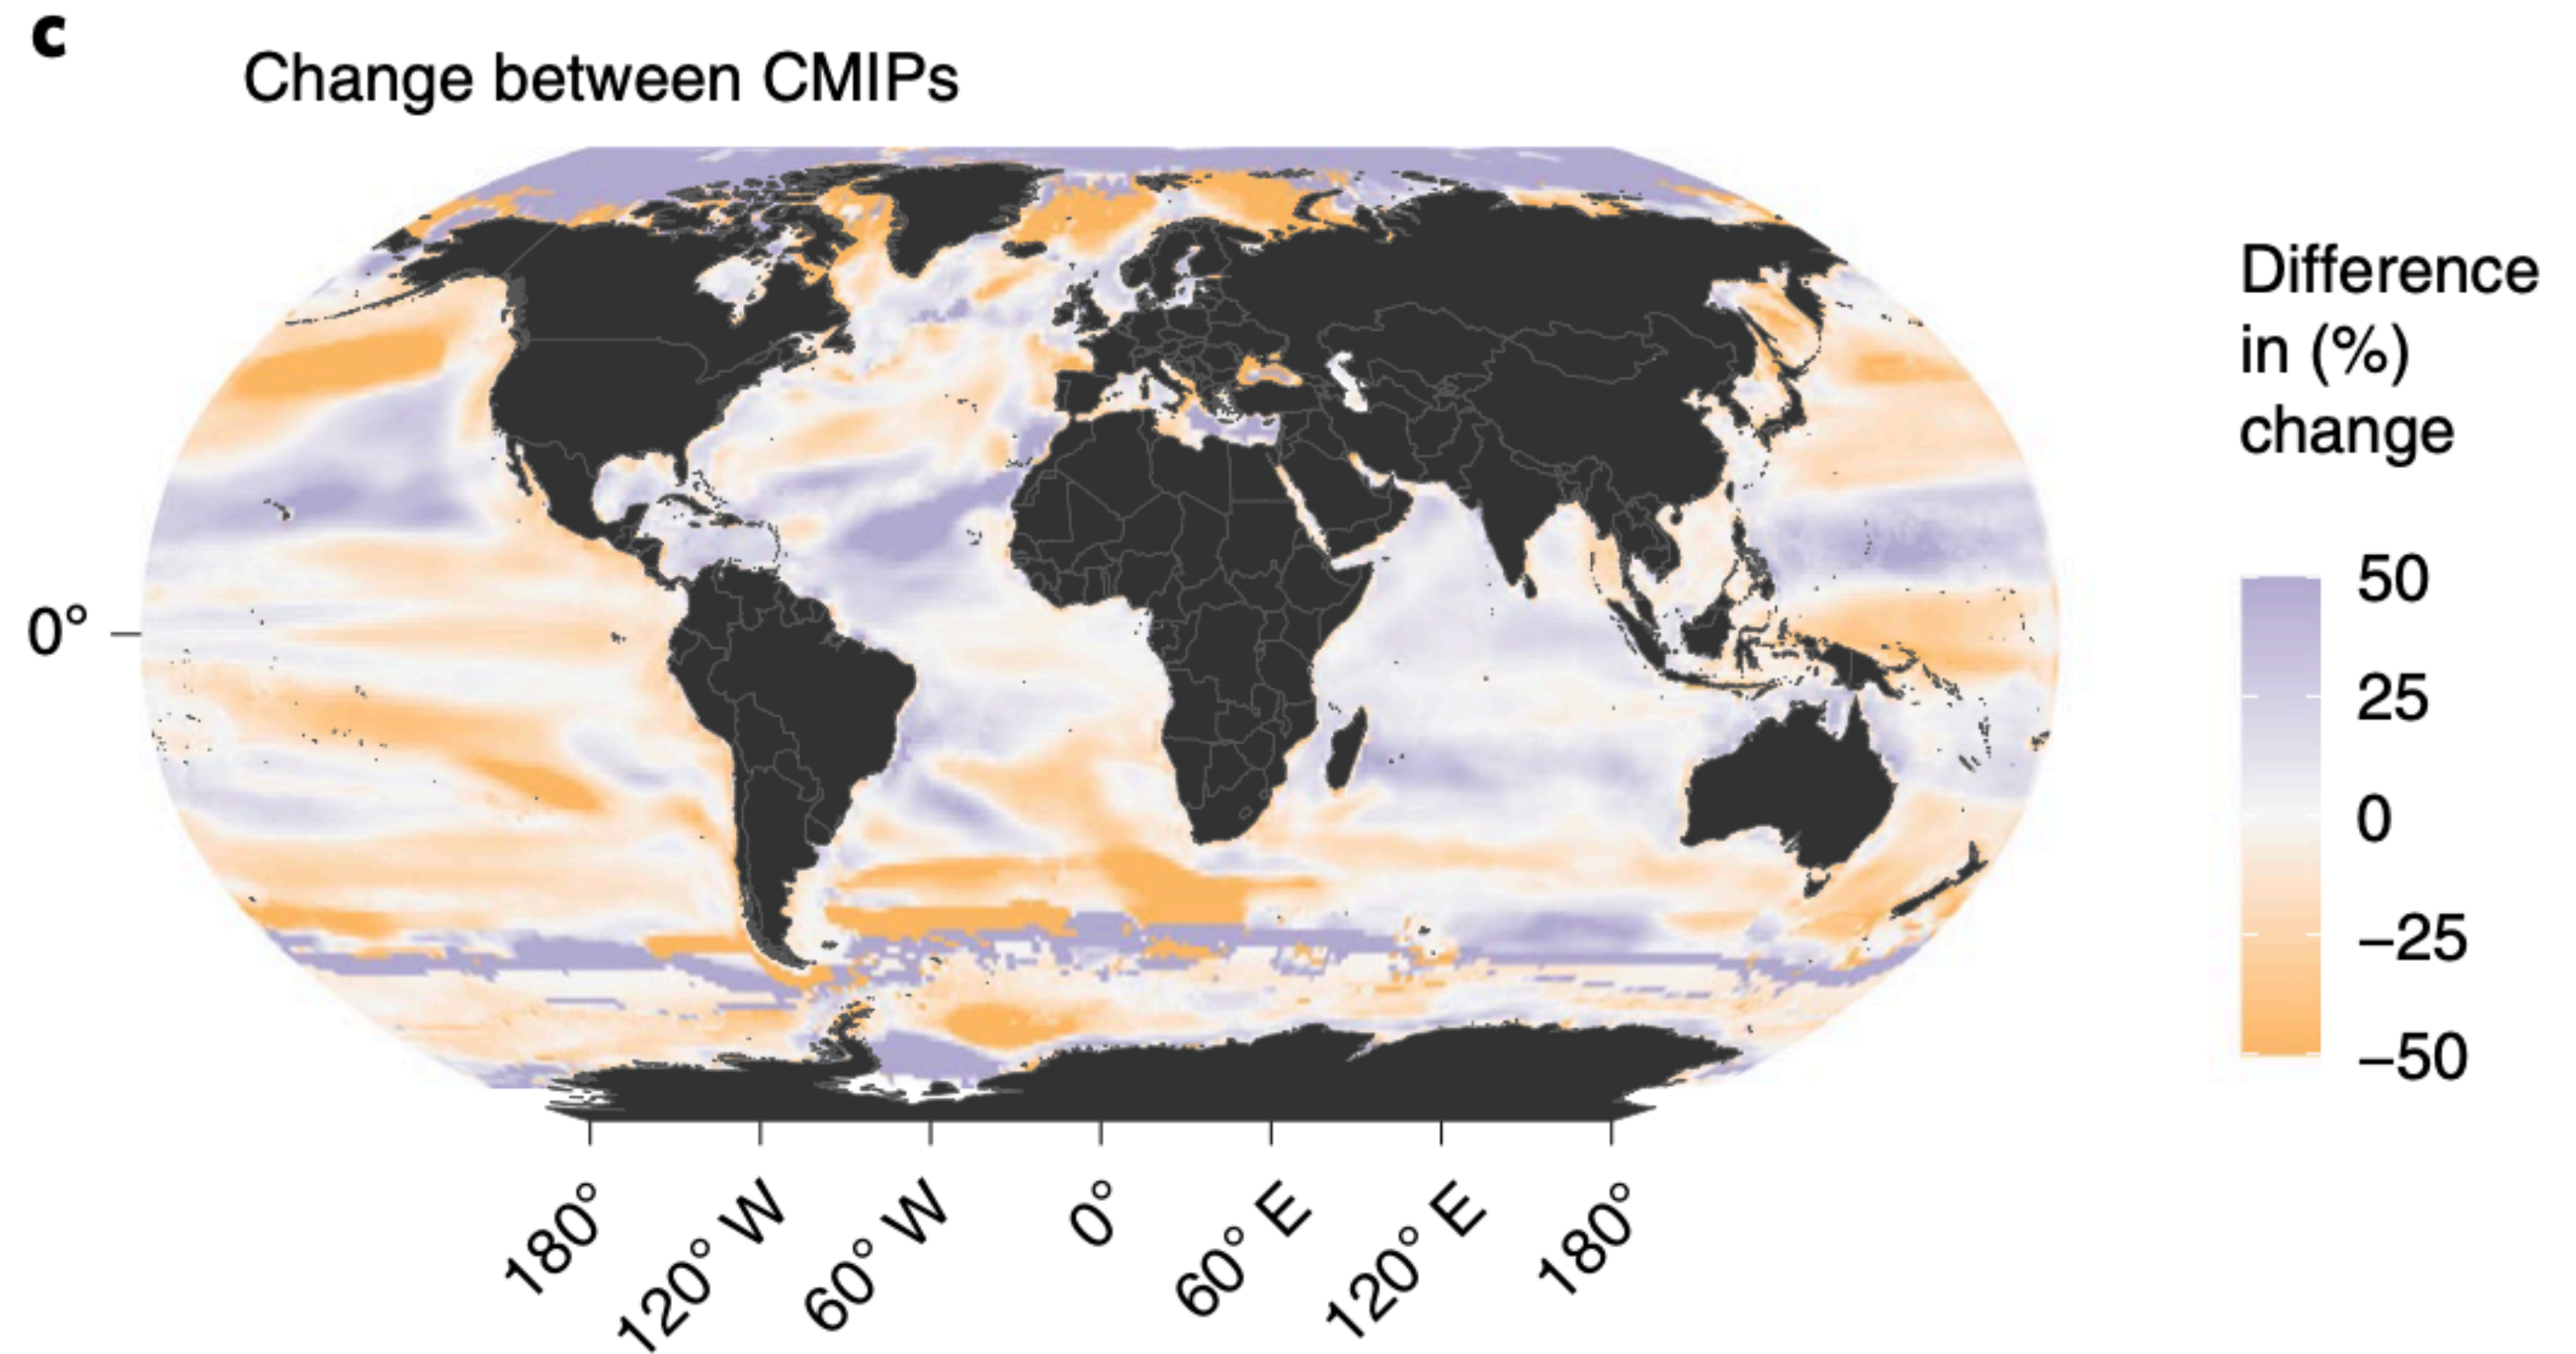 c
Change between CMIPs
Difference
in (%)
change
50
25
0
−25
−50
0°
180°
120° W
60° W
0°
60° E
120° E
180°